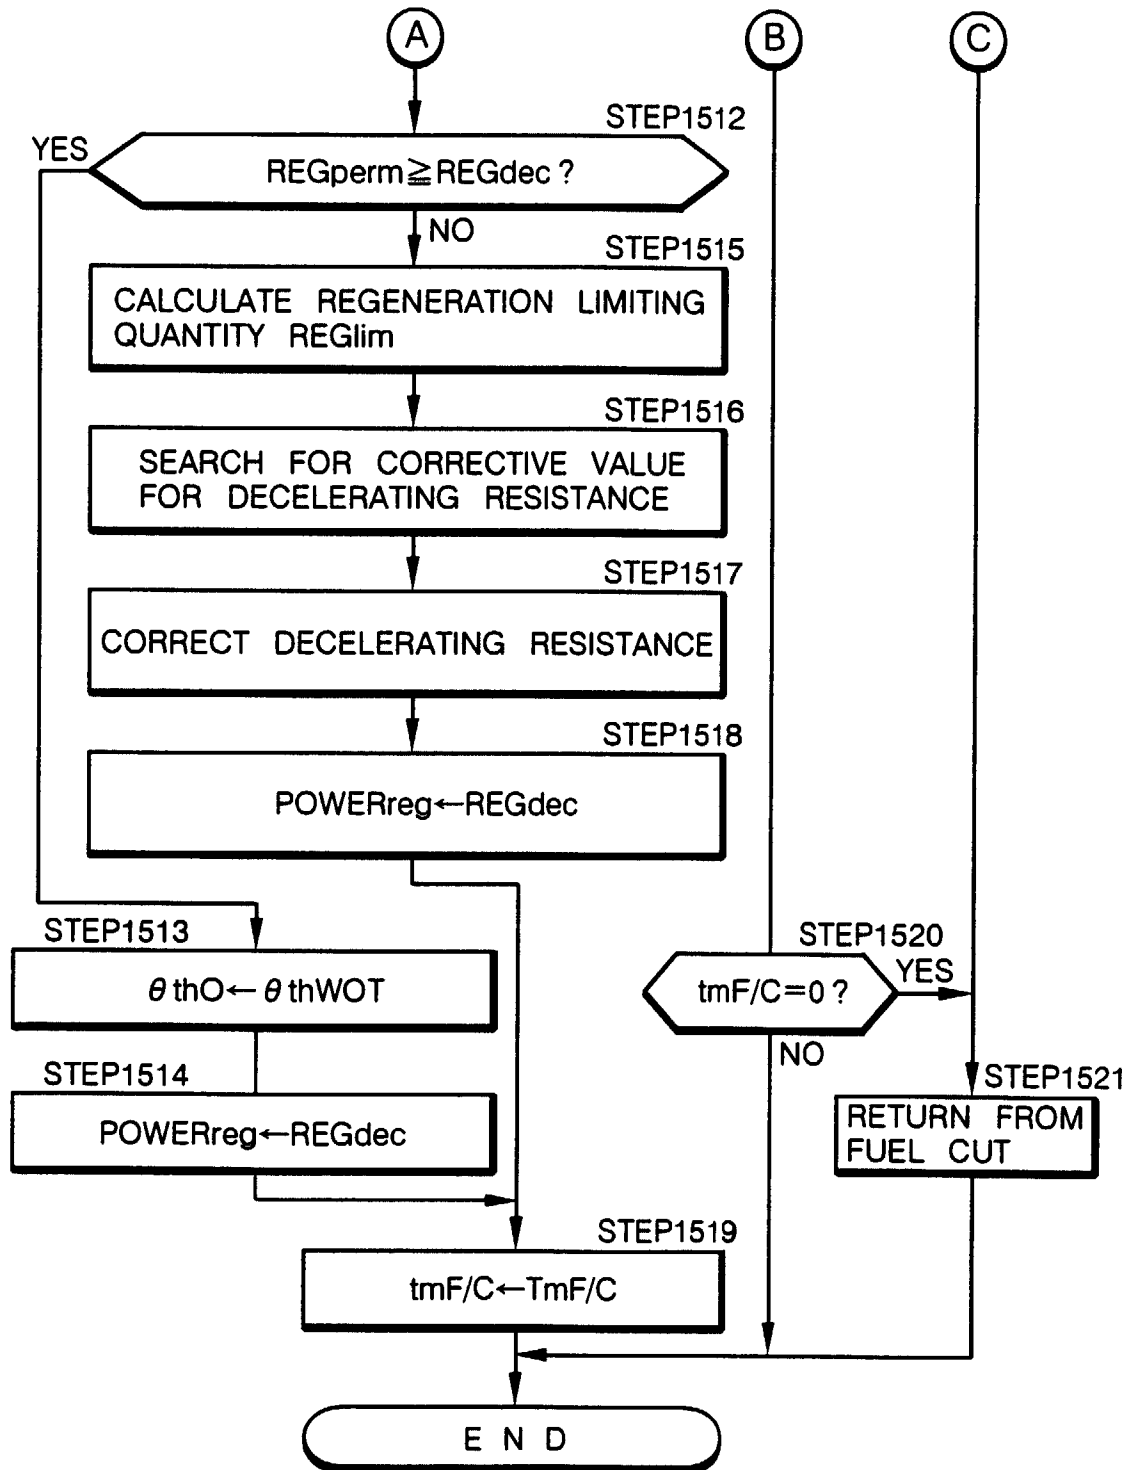 A
B
C
STEP1512
YES
REGperm≧REGdec ?
NO
STEP1515
CALCULATE REGENERATION LIMITING
QUANTITY REGlim
STEP1516
SEARCH FOR CORRECTIVE VALUE
FOR DECELERATING RESISTANCE
STEP1517
CORRECT DECELERATING RESISTANCE
STEP1518
POWERreg←REGdec
STEP1513
θthO←θthWOT
STEP1514
POWERreg←REGdec
STEP1520
tmF/C=0 ?
YES
NO
STEP1521
RETURN FROM
FUEL CUT
STEP1519
tmF/C←TmF/C
E N D